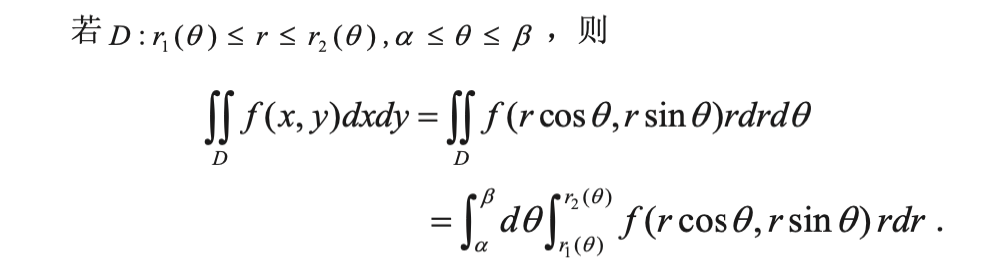 若 D : r₁(θ) ≤ r ≤ r₂(θ) , α ≤ θ ≤ β ，则
∬_D f(x, y)dxdy = ∬_D f(r cos θ, r sin θ)rdrdθ
= ∫_α^β dθ ∫_{r₁(θ)}^{r₂(θ)} f(r cos θ, r sin θ) rdr .